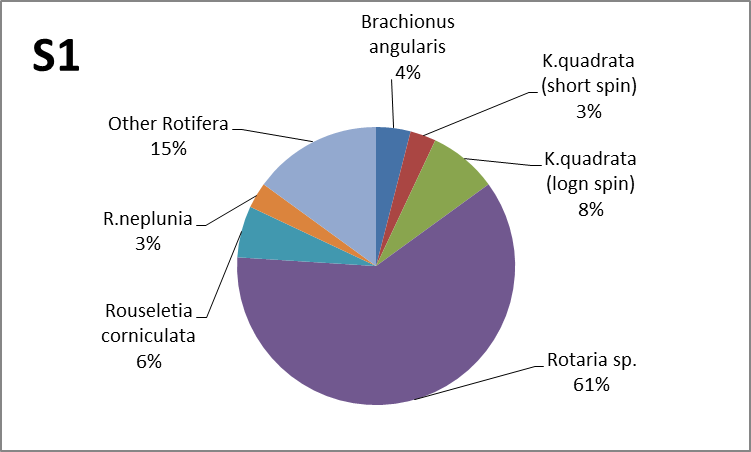 S1
Brachionus
angularis
4%
K.quadrata
(short spin)
3%
K.quadrata
(logn spin)
8%
Rotaria sp.
61%
Rouseletia
corniculata
6%
R.neplunia
3%
Other Rotifera
15%